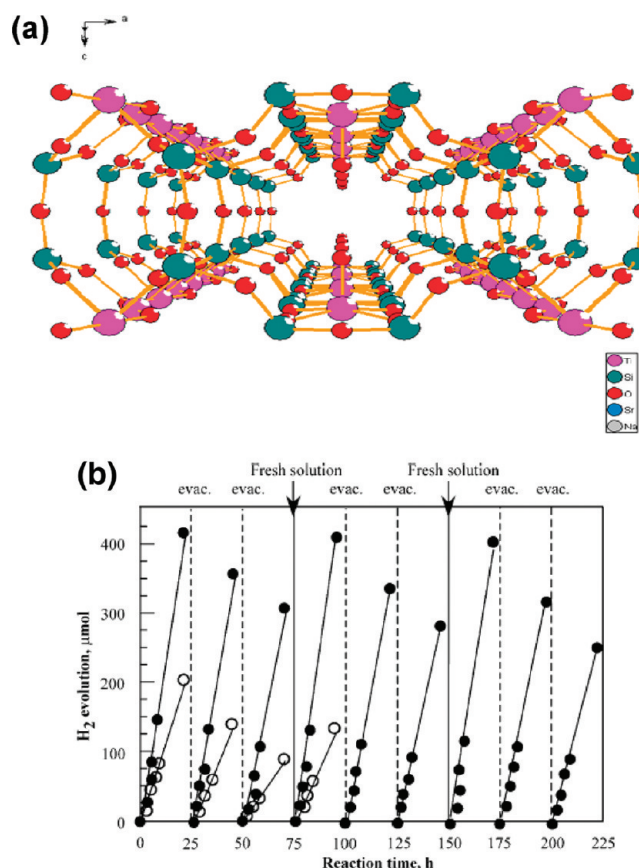 (a)
a
c
Ti
Si
O
Sr
Na
(b)
Fresh solution Fresh solution
evac. evac. evac. evac. evac. evac.
400
300
200
100
0
H2 evolution, μmol
0 25 50 75 100 125 150 175 200 225
Reaction time, h